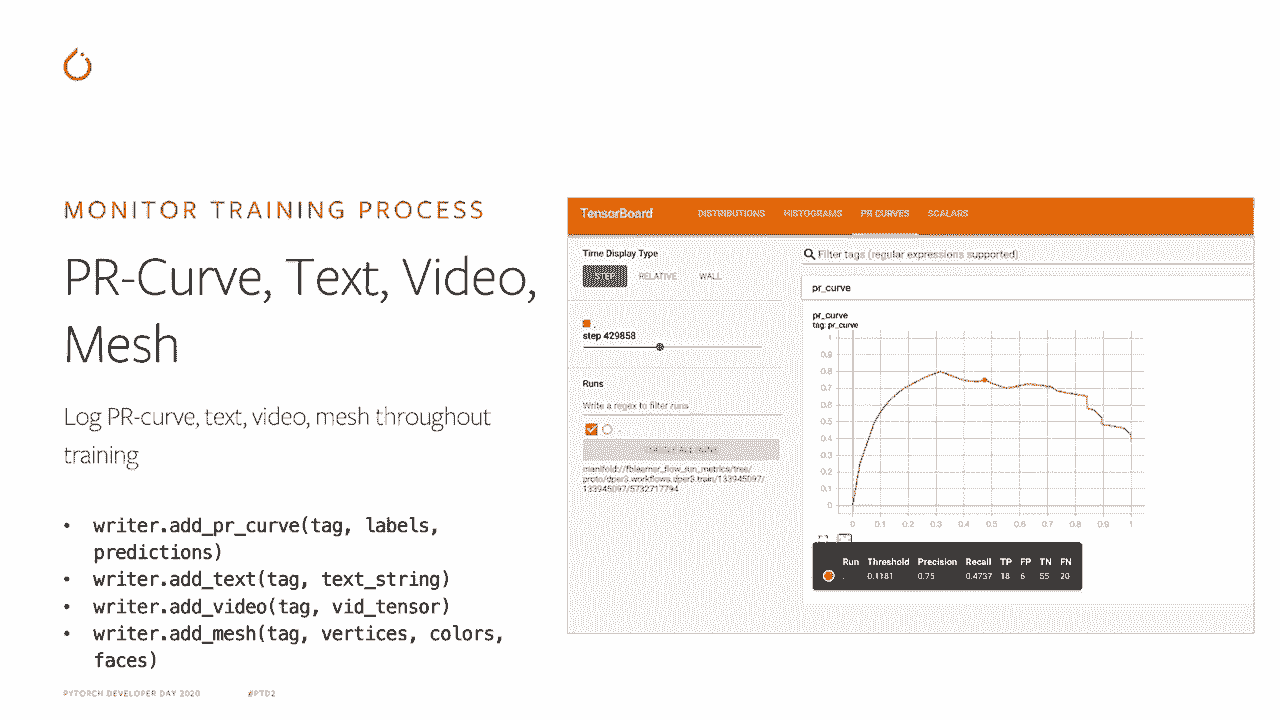 MONITOR TRAINING PROCESS
PR-Curve, Text, Video,
Mesh
Log PR-curve, text, video, mesh throughout
training
• writer.add_pr_curve(tag, labels,
predictions)
• writer.add_text(tag, text_string)
• writer.add_video(tag, vid_tensor)
• writer.add_mesh(tag, vertices, colors,
faces)
PYTORCH DEVELOPER DAY 2020 #PTD2
TensorBoard DISTRIBUTIONS HISTOGRAMS PR CURVES SCALARS
Time Display Type
STEP RELATIVE WALL
step 429858
Runs
Write a regex to filter runs
manifold://fblearner_flow_run_metrics/tree/
proto/dper3.workflows.dper3.train/133945097/
133945097/5732717794
Filter tags (regular expressions supported)
pr_curve
pr_curve
tag: pr_curve
1
0.9
0.8
0.7
0.6
0.5
0.4
0.3
0.2
0.1
0
0 0.1 0.2 0.3 0.4 0.5 0.6 0.7 0.8 0.9 1
Run Threshold Precision Recall TP FP TN FN
. 0.1181 0.75 0.4737 18 6 55 20